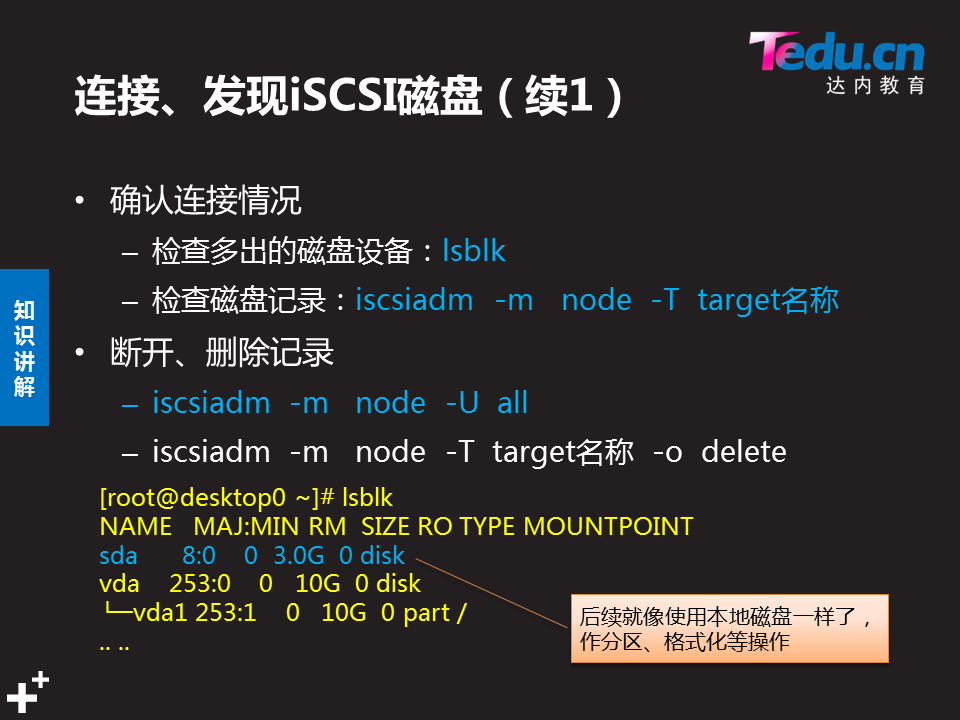 Tedu.cn
达内教育
连接、发现iSCSI磁盘（续1）
• 确认连接情况
– 检查多出的磁盘设备：lsblk
– 检查磁盘记录：iscsiadm -m node -T target名称
• 断开、删除记录
– iscsiadm -m node -U all
– iscsiadm -m node -T target名称 -o delete
知识讲解
[root@desktop0 ~]# lsblk
NAME MAJ:MIN RM SIZE RO TYPE MOUNTPOINT
sda 8:0 0 3.0G 0 disk
vda 253:0 0 10G 0 disk
└─vda1 253:1 0 10G 0 part /
.. ..
后续就像使用本地磁盘一样了，
作分区、格式化等操作